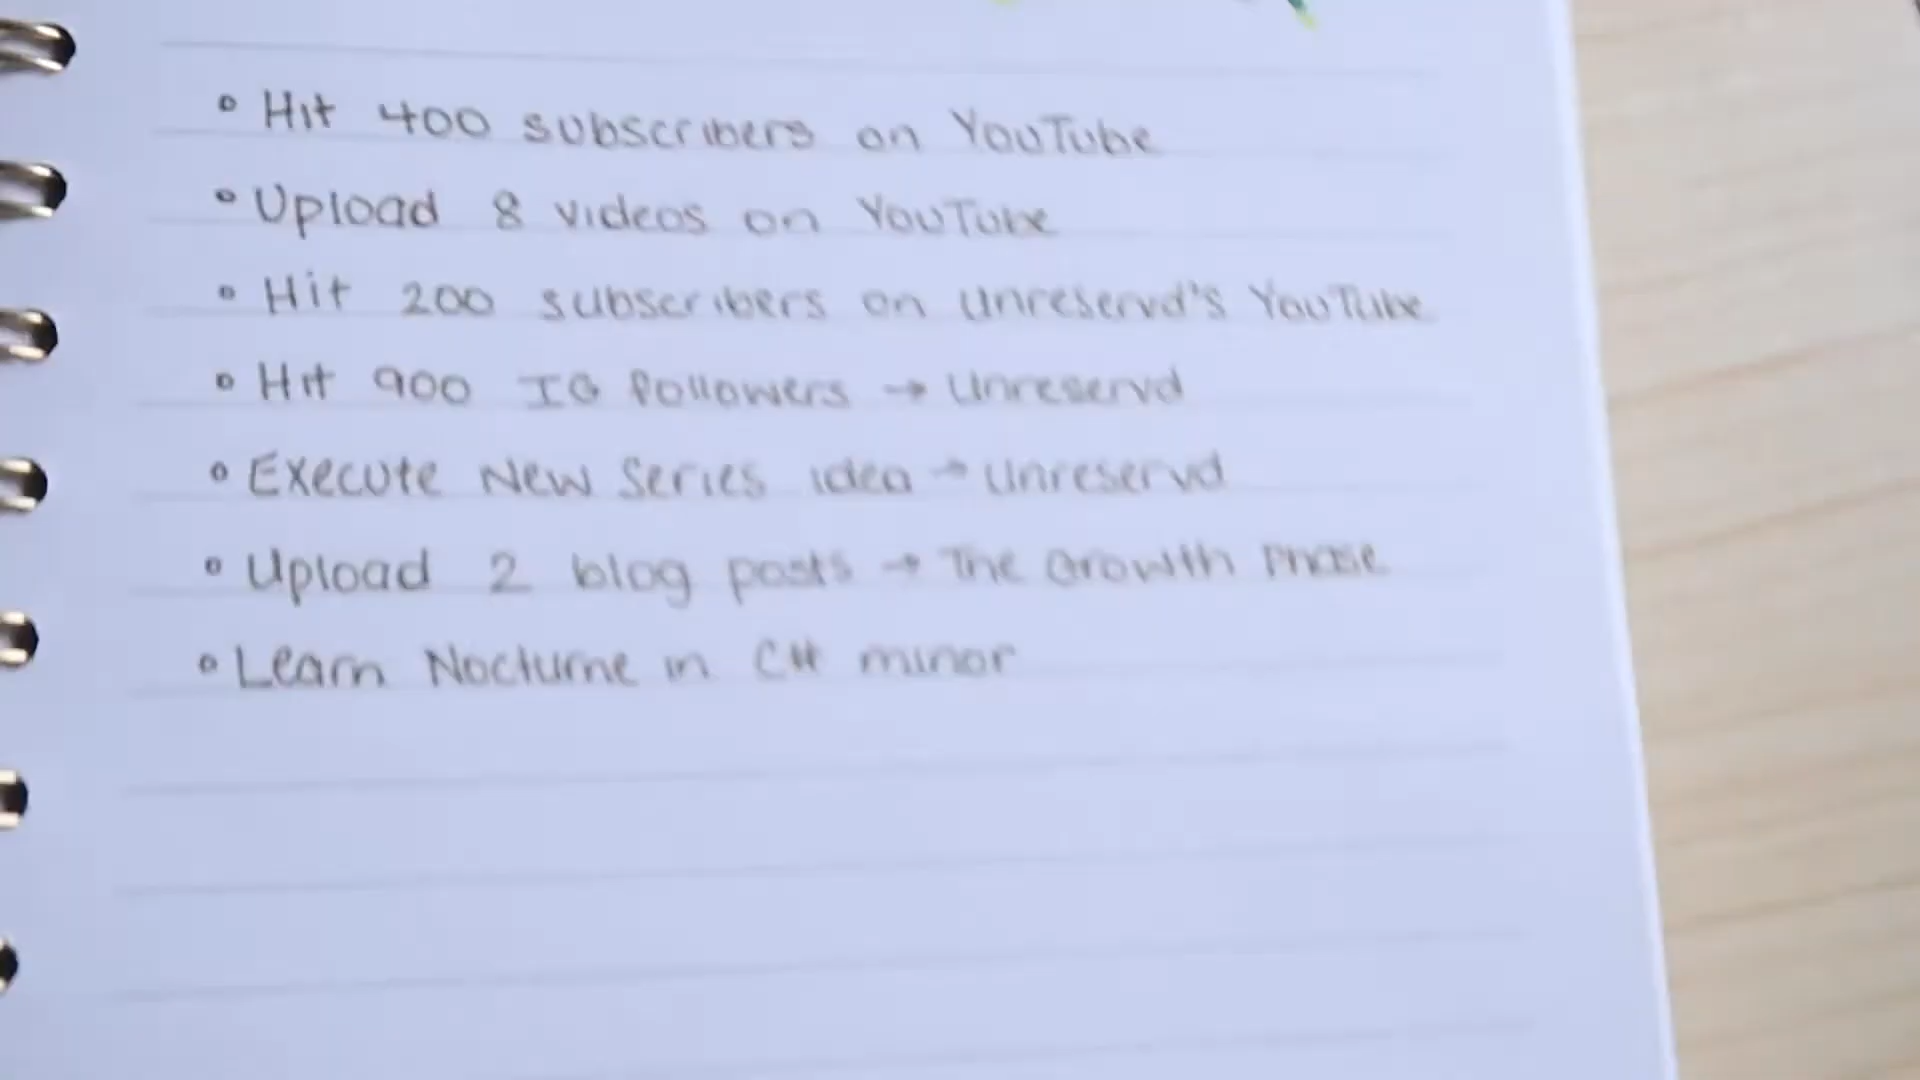 ◦ Hit 400 subscribers on YouTube
◦ Upload 8 videos on YouTube
◦ Hit 200 subscribers on Unreservd's YouTube
◦ Hit 900 IG followers → Unreservd
◦ Execute New Series idea → Unreservd
◦ Upload 2 blog posts → The Growth Phase
◦ Learn Nocturne in C# minor